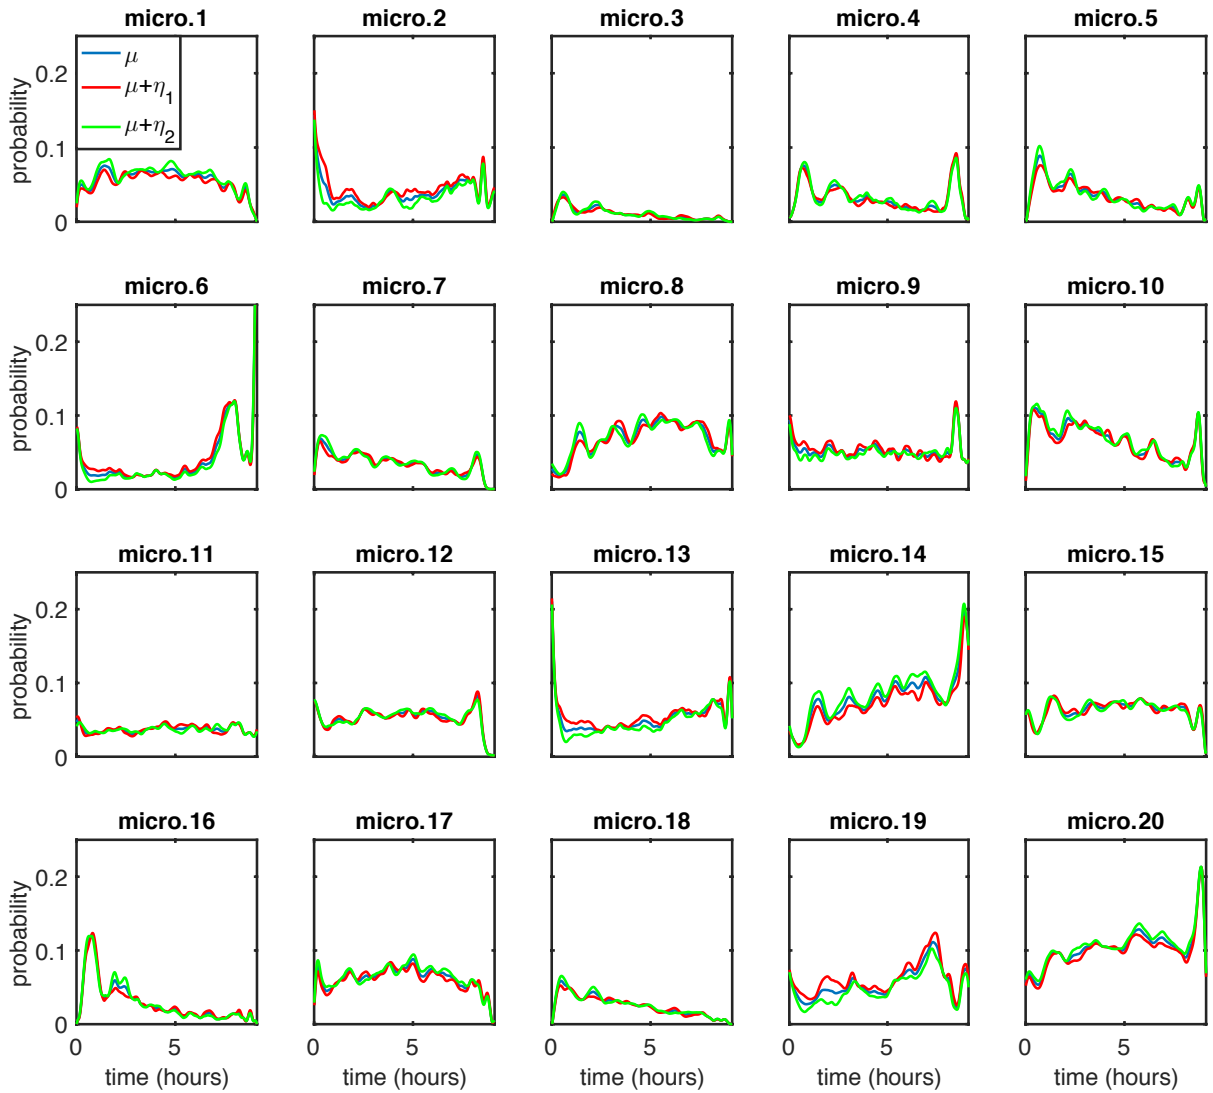 micro.1 micro.2 micro.3 micro.4 micro.5
μ
μ+η1
μ+η2
probability
0.2
0.1
0
micro.6 micro.7 micro.8 micro.9 micro.10
probability
0.2
0.1
0
micro.11 micro.12 micro.13 micro.14 micro.15
probability
0.2
0.1
0
micro.16 micro.17 micro.18 micro.19 micro.20
probability
0.2
0.1
0
0 5 0 5 0 5 0 5 0 5
time (hours) time (hours) time (hours) time (hours) time (hours)